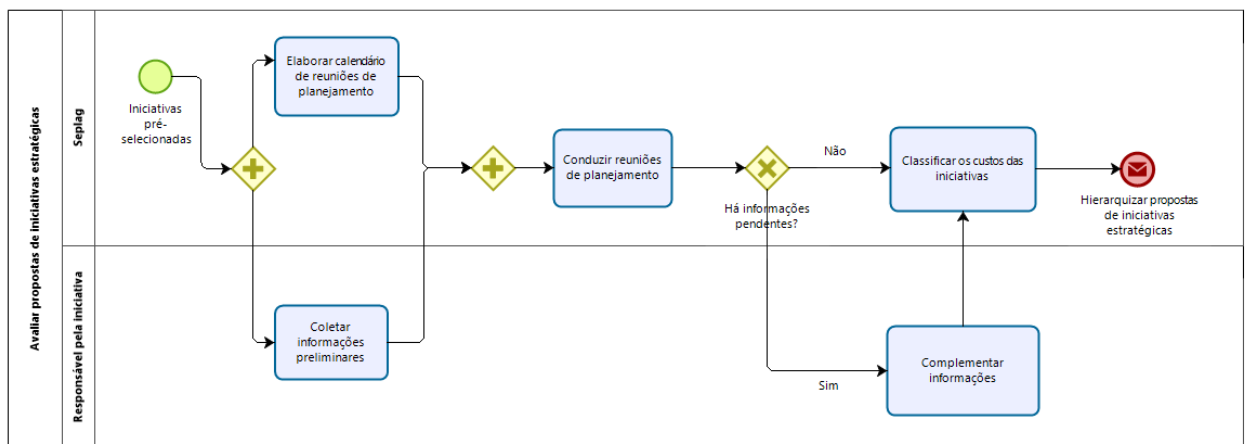 Avaliar propostas de iniciativas estratégicas
Seplag
Iniciativas
pré-
selecionadas
Elaborar calendário
de reuniões de
planejamento
Conduzir reuniões
de planejamento
Há informações
pendentes?
Não
Classificar os custos das
iniciativas
Hierarquizar propostas
de iniciativas
estratégicas
Responsável pela iniciativa
Coletar
informações
preliminares
Sim
Complementar
informações